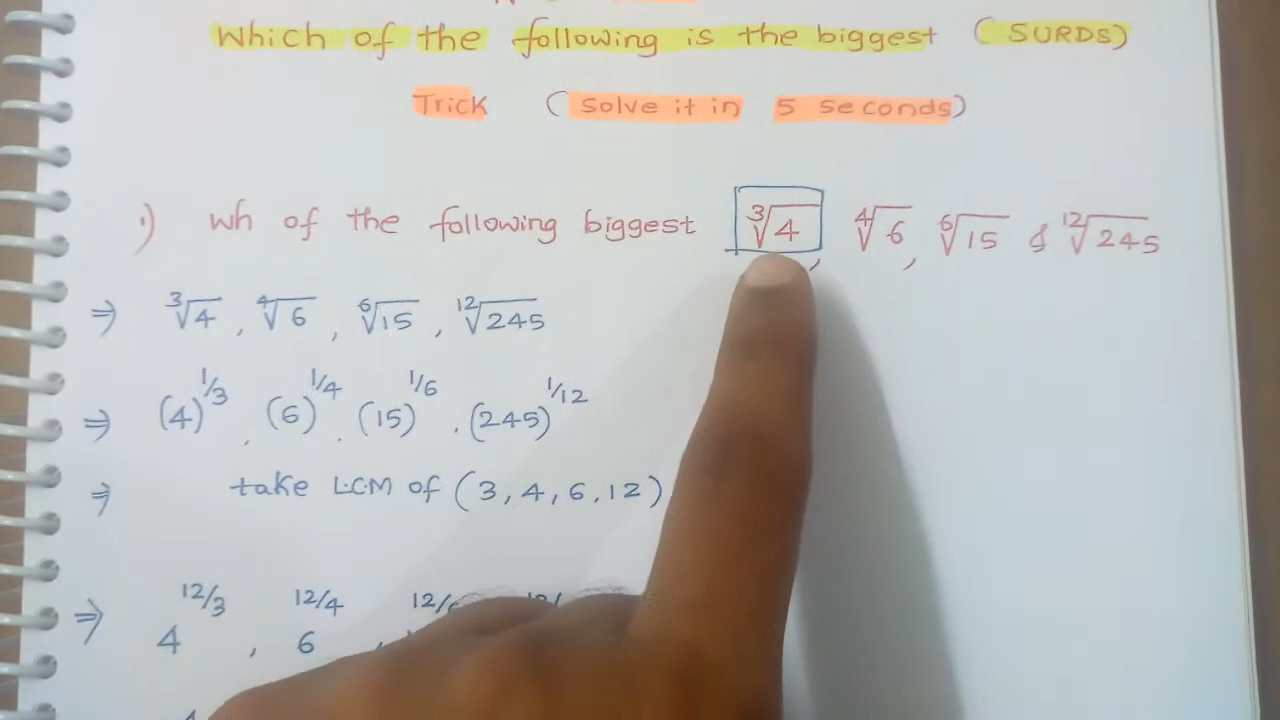 Which of the following is the biggest (SURDS)
Trick (Solve it in 5 seconds)
1) wh of the following biggest ∛4, ∜6, ⁶√15 & ¹²√245
⇒ ∛4, ∜6, ⁶√15, ¹²√245
⇒ (4)^1/3, (6)^1/4, (15)^1/6, (245)^1/12
⇒ take LCM of (3,4,6,12)
⇒ 4^12/3, 6^12/4,